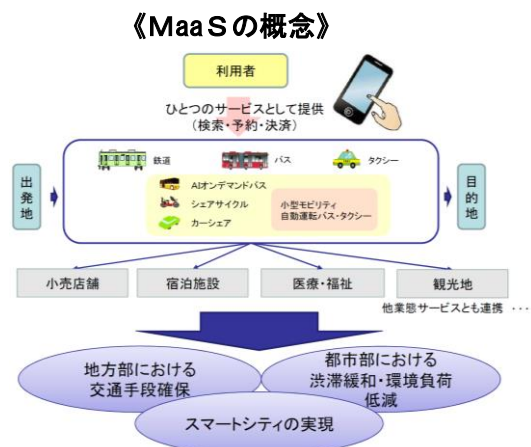 《MaaSの概念》
利用者
ひとつのサービスとして提供
(検索・予約・決済)
鉄道
バス
タクシー
出発地
AIオンデマンドバス
シェアサイクル
カーシェア
小型モビリティ
自動運転バス・タクシー
目的地
小売店舗
宿泊施設
医療・福祉
観光地
他業態サービスとも連携 ・・・
地方部における
交通手段確保
都市部における
渋滞緩和・環境負荷
低減
スマートシティの実現